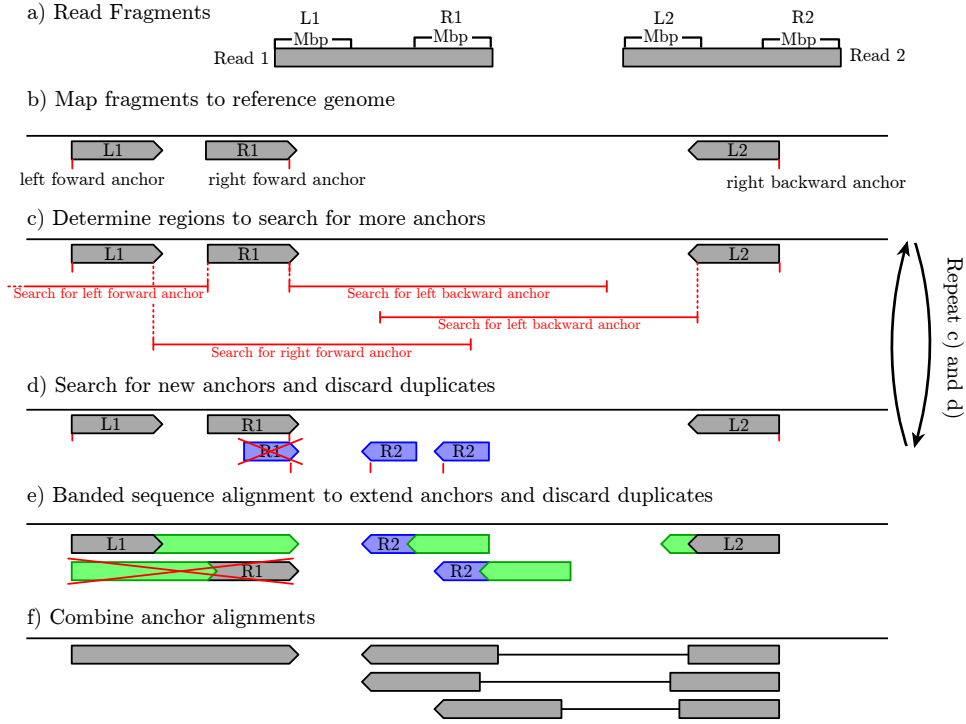 a) Read Fragments
L1 R1 L2 R2
Mbp Mbp Mbp Mbp
Read 1 Read 2
b) Map fragments to reference genome
L1 R1 L2
left foward anchor right foward anchor right backward anchor
c) Determine regions to search for more anchors
L1 R1 L2
Search for left forward anchor Search for left backward anchor
Search for left backward anchor
Search for right forward anchor
Repeat c) and d)
d) Search for new anchors and discard duplicates
L1 R1 L2
R1 R2 R2
e) Banded sequence alignment to extend anchors and discard duplicates
L1 R2 L2
R1 R2
f) Combine anchor alignments